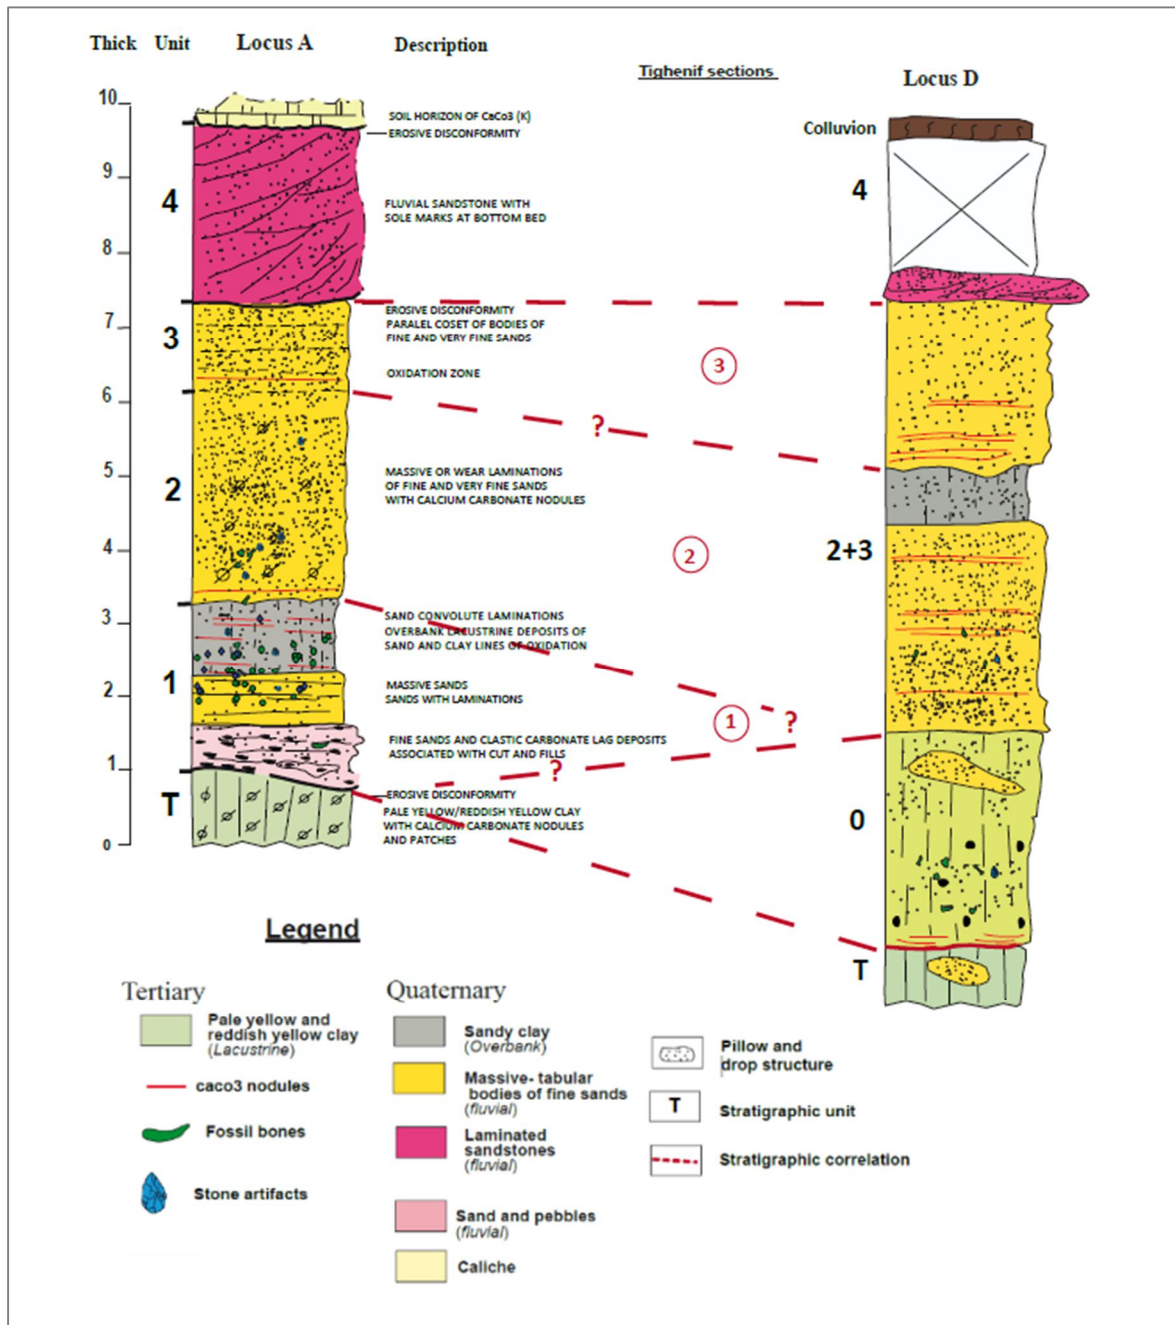 Thick Unit Locus A Description
Tighenif sections
Locus D
10
9
8
7
6
5
4
3
2
1
0
4
3
2
1
T
SOIL HORIZON OF CaCo3 (K)
EROSIVE DISCONFORMITY
FLUVIAL SANDSTONE WITH
SOLE MARKS AT BOTTOM BED
EROSIVE DISCONFORMITY
PARALEL COSET OF BODIES OF
FINE AND VERY FINE SANDS
OXIDATION ZONE
MASSIVE OR WEAR LAMINATIONS
OF FINE AND VERY FINE SANDS
WITH CALCIUM CARBONATE NODULES
SAND CONVOLUTE LAMINATIONS
OVERBANK LACUSTRINE DEPOSITS OF
SAND AND CLAY LINES OF OXIDATION
MASSIVE SANDS
SANDS WITH LAMINATIONS
FINE SANDS AND CLASTIC CARBONATE LAG DEPOSITS
ASSOCIATED WITH CUT AND FILLS
EROSIVE DISCONFORMITY
PALE YELLOW/REDDISH YELLOW CLAY
WITH CALCIUM CARBONATE NODULES
AND PATCHES
3
?
2
1
?
?
Colluvion
4
2+3
0
T
Legend
Tertiary
Pale yellow and
reddish yellow clay
(Lacustrine)
caco3 nodules
Fossil bones
Stone artifacts
Quaternary
Sandy clay
(Overbank)
Massive- tabular
bodies of fine sands
(fluvial)
Laminated
sandstones
(fluvial)
Sand and pebbles
(fluvial)
Caliche
Pillow and
drop structure
T
Stratigraphic unit
Stratigraphic correlation